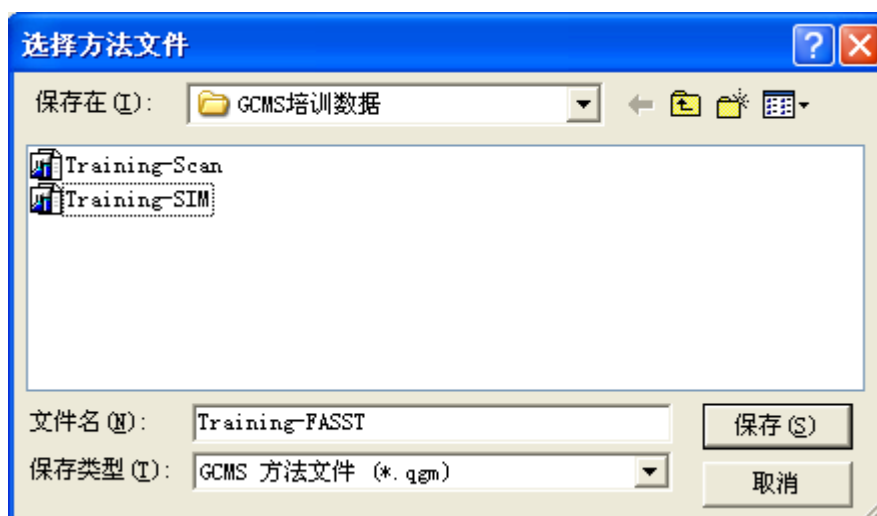 选择方法文件
保存在(I): GCMS培训数据
Training-Scan
Training-SIM
文件名(N): Training-FASST 保存(S)
保存类型(T): GCMS 方法文件 (*.qgm) 取消